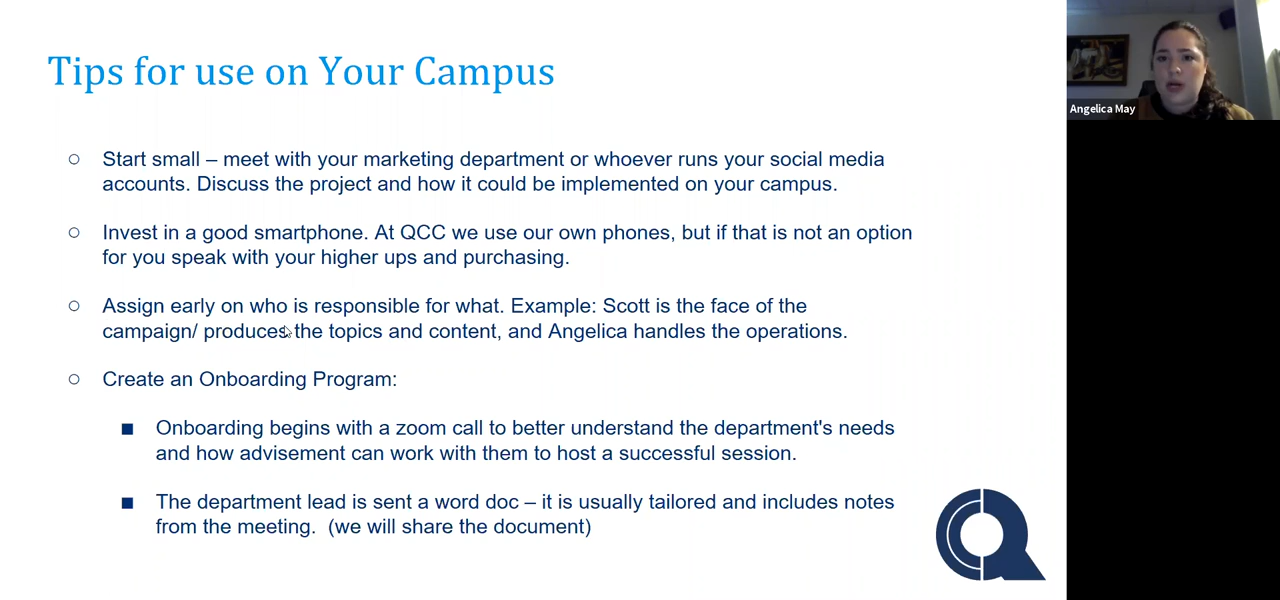 Tips for use on Your Campus
Angelica May
○ Start small – meet with your marketing department or whoever runs your social media
accounts. Discuss the project and how it could be implemented on your campus.
○ Invest in a good smartphone. At QCC we use our own phones, but if that is not an option
for you speak with your higher ups and purchasing.
○ Assign early on who is responsible for what. Example: Scott is the face of the
campaign/ produces the topics and content, and Angelica handles the operations.
○ Create an Onboarding Program:
■ Onboarding begins with a zoom call to better understand the department's needs
and how advisement can work with them to host a successful session.
■ The department lead is sent a word doc – it is usually tailored and includes notes
from the meeting.  (we will share the document)